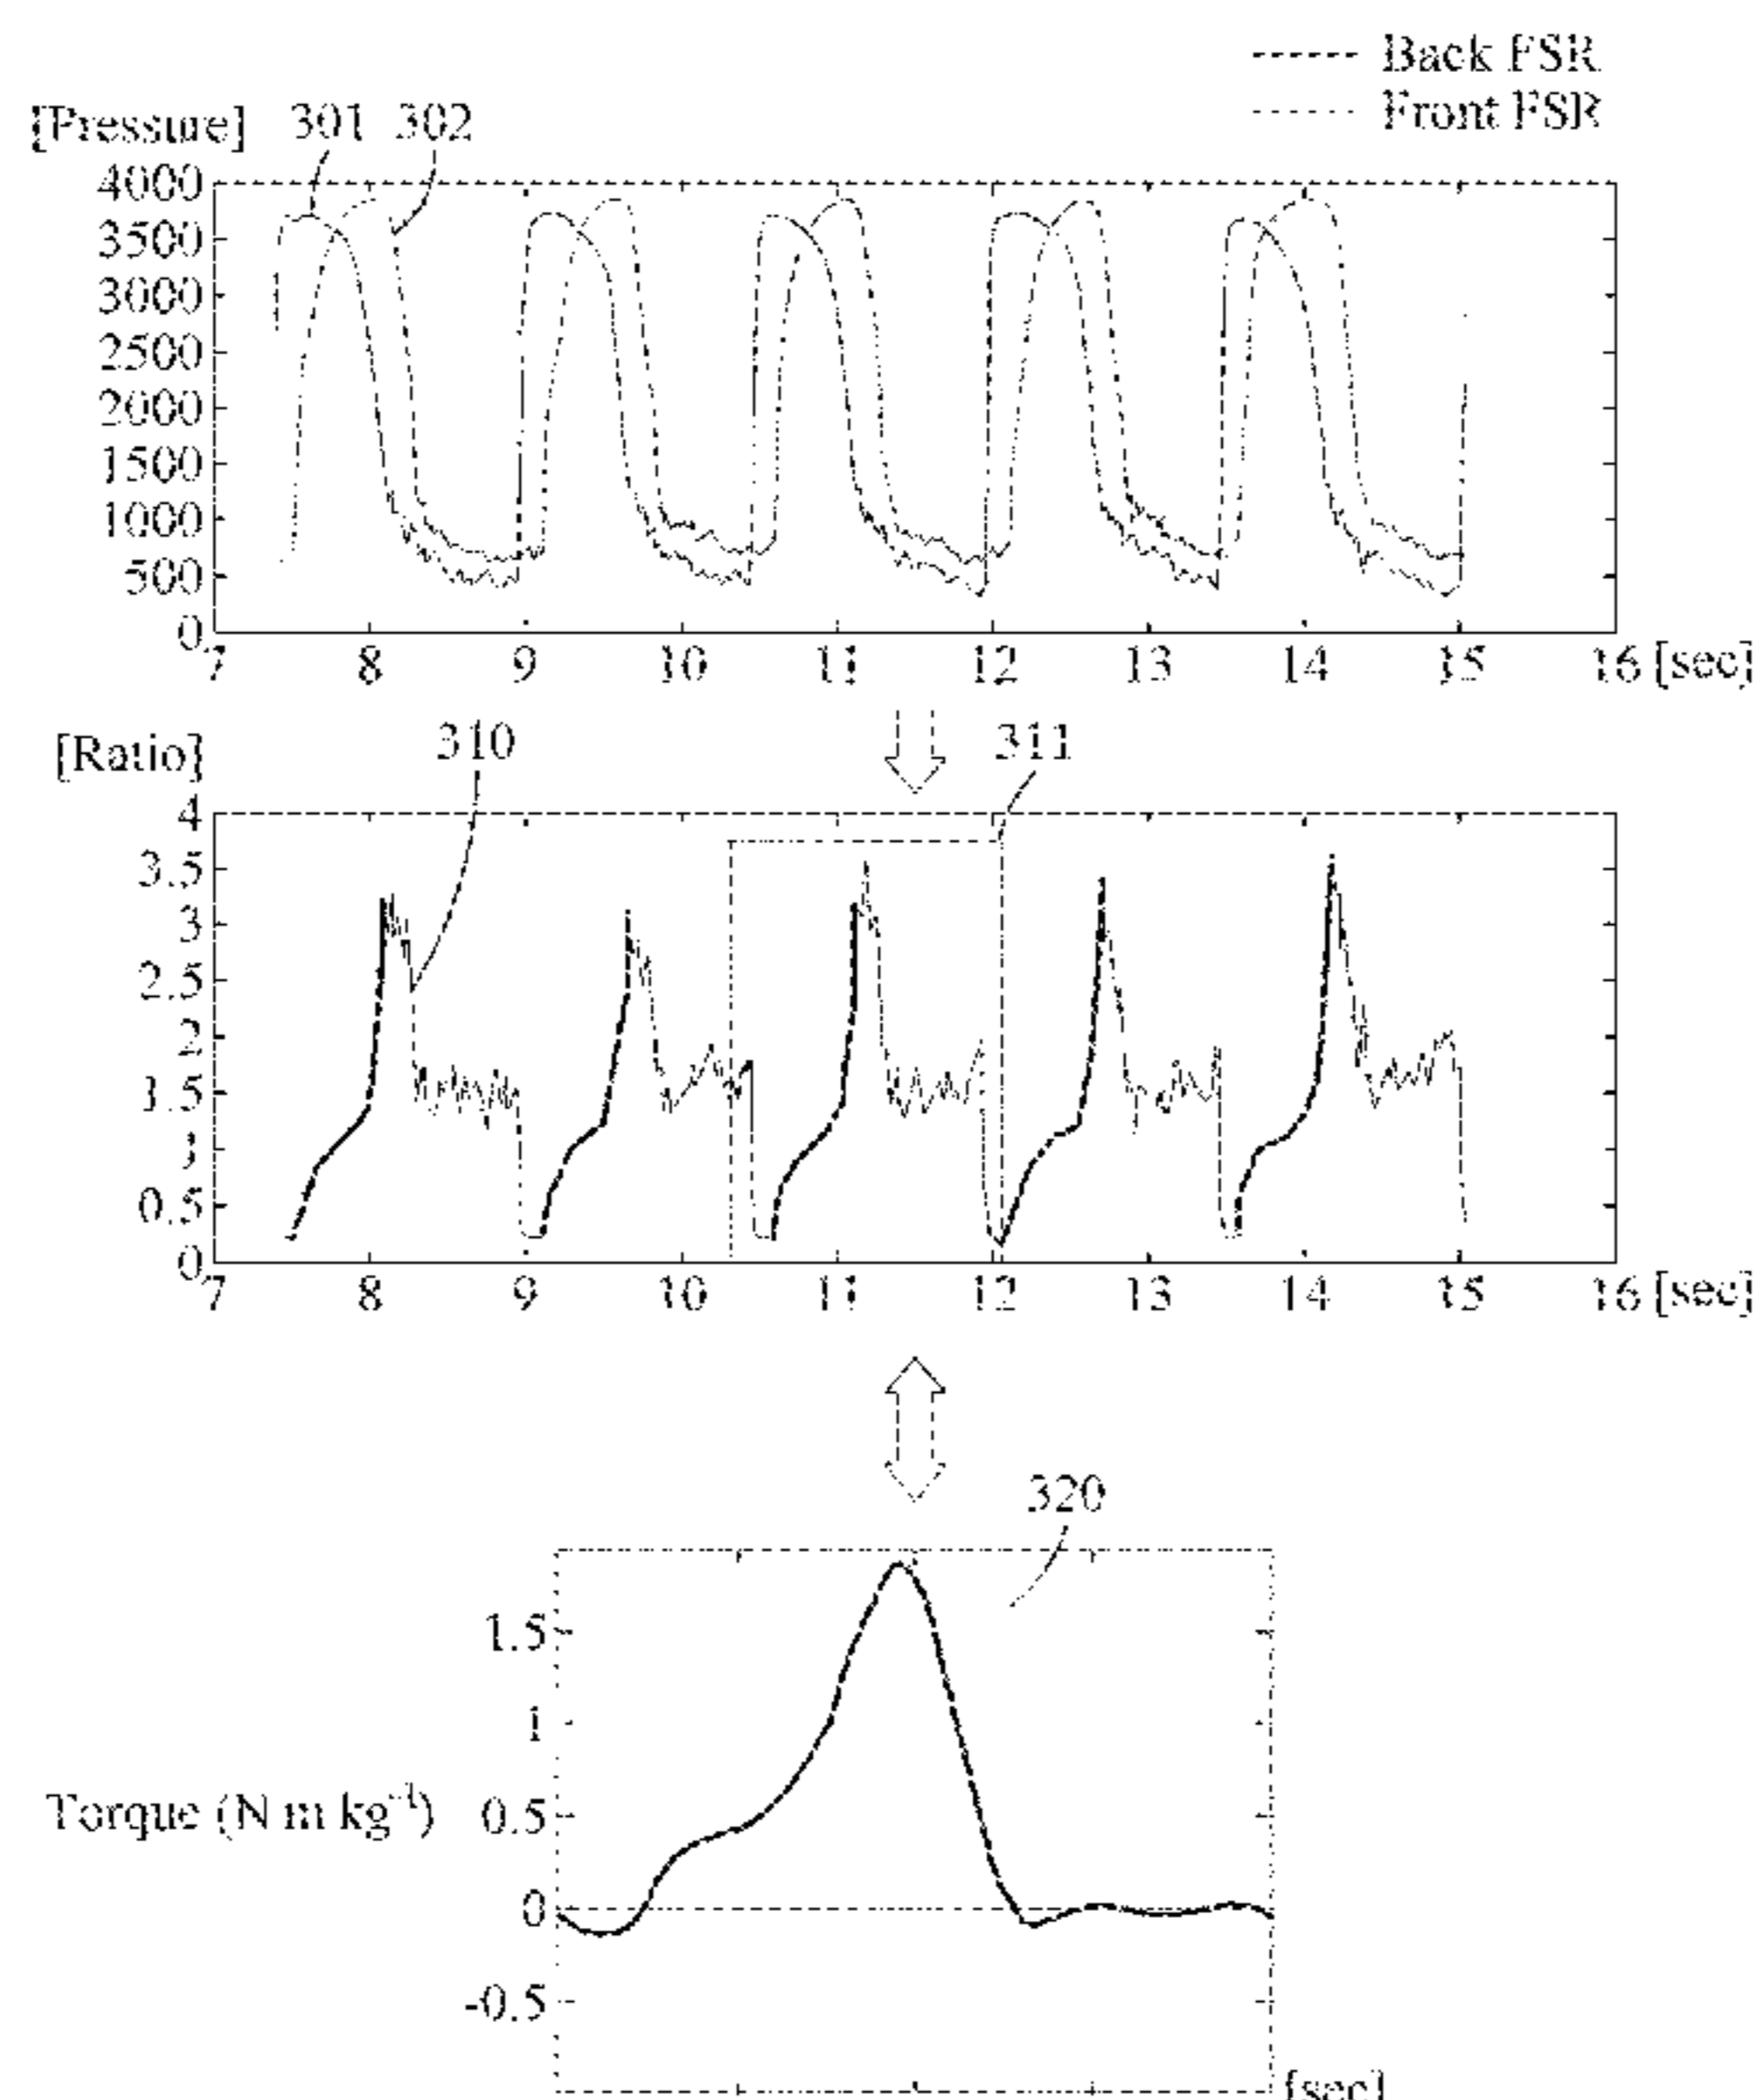 Back FSR
Front FSR
[Pressure] 301 302
4000
3500
3000
2500
2000
1500
1000
500
0
7 8 9 10 11 12 13 14 15 16 [sec]
[Ratio] 310 311
4
3.5
3
2.5
2
1.5
1
0.5
0
7 8 9 10 11 12 13 14 15 16 [sec]
320
1.5
1
Torque (N m kg⁻¹) 0.5
0
-0.5
[sec]